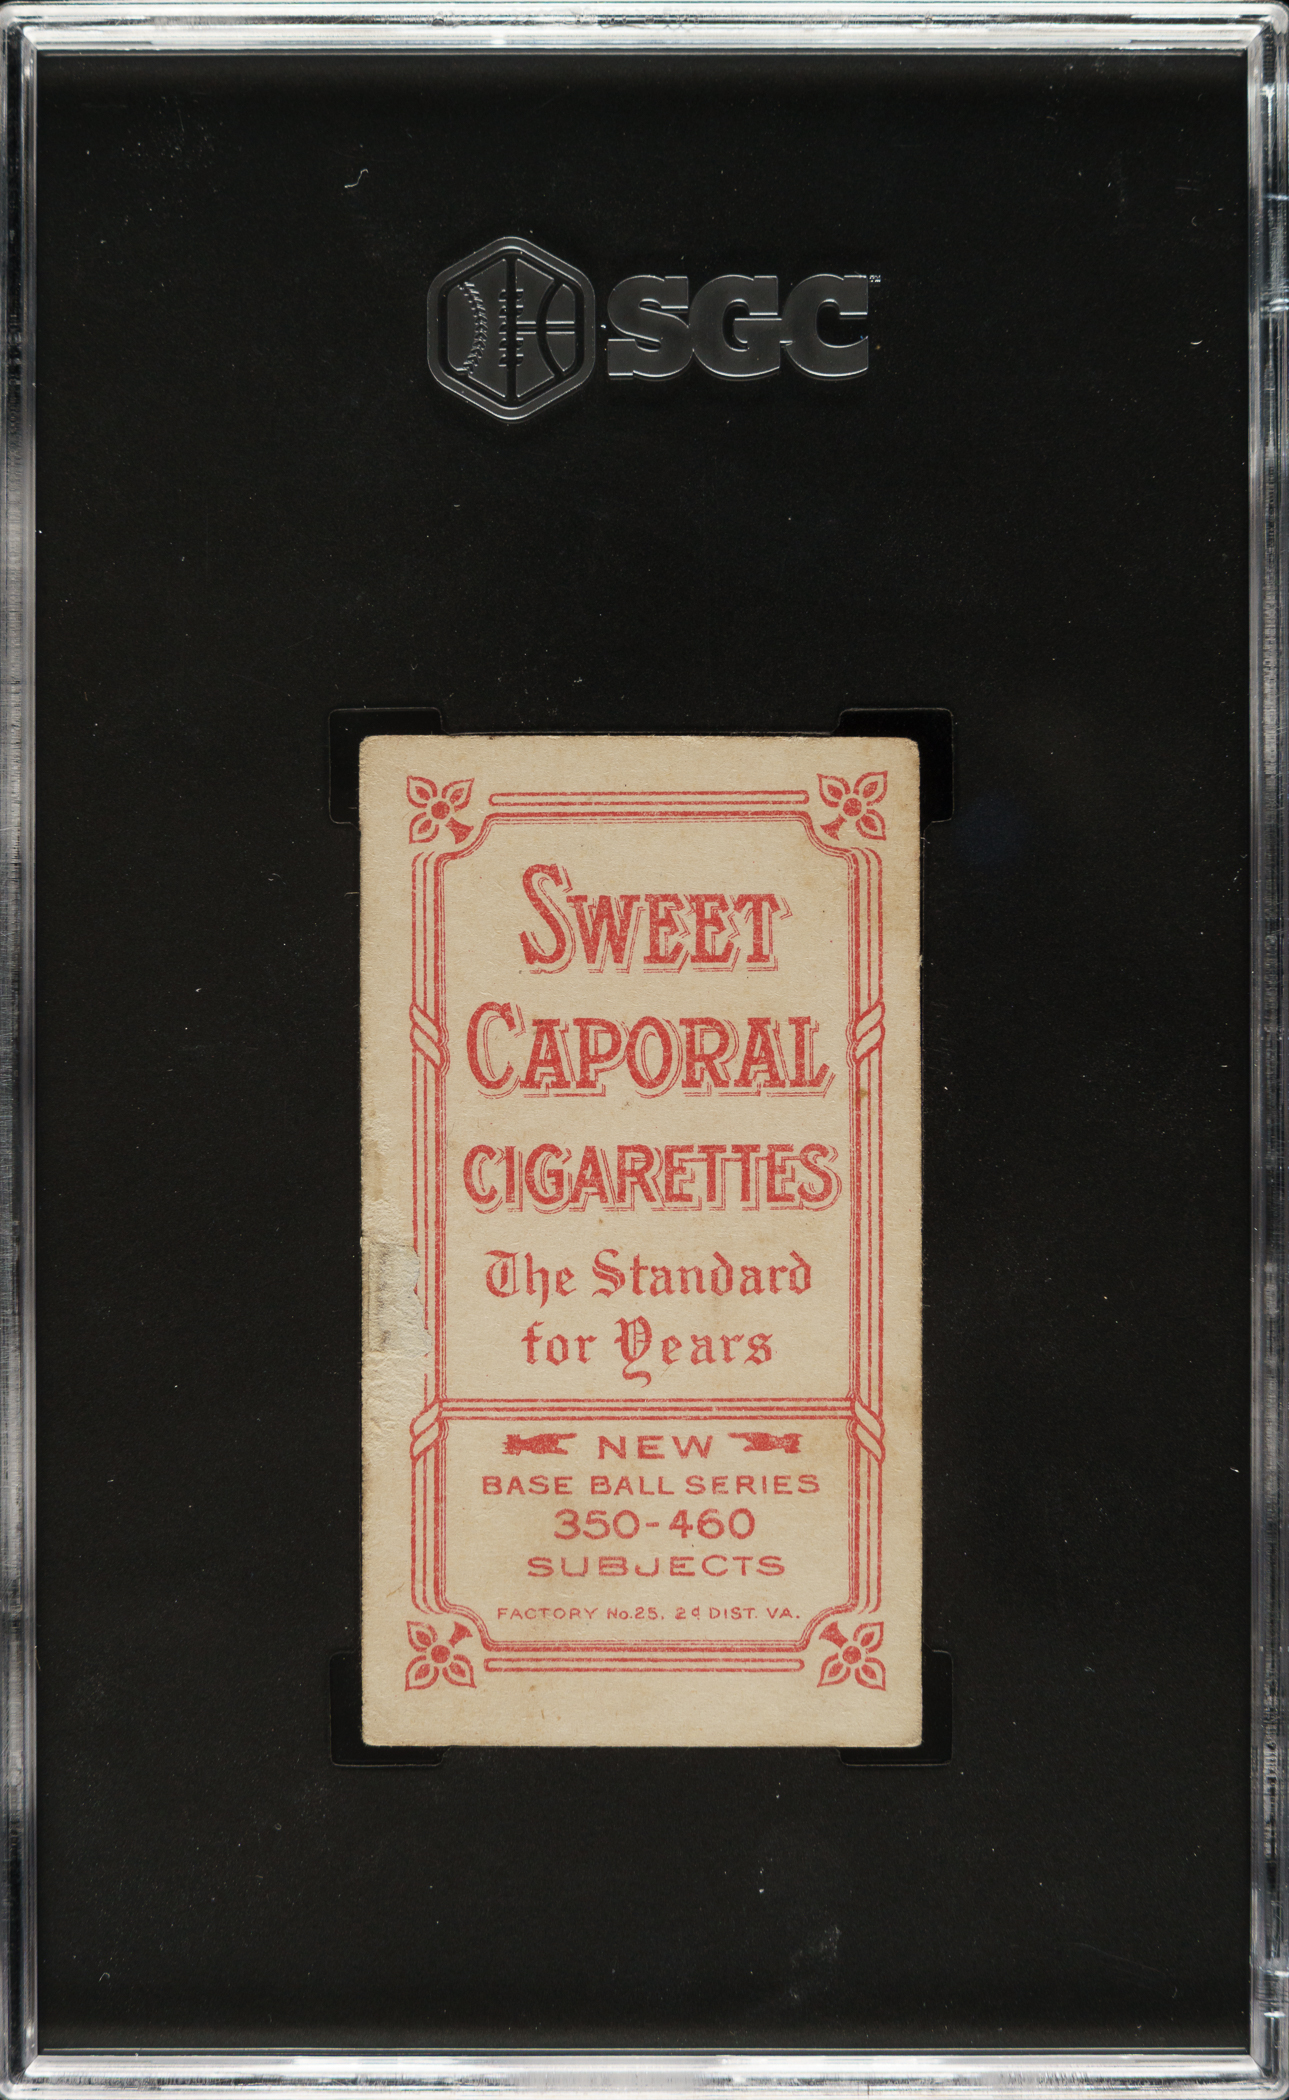 SGC™
SWEET
CAPORAL
CIGARETTES
The Standard
for Years
NEW
BASE BALL SERIES
350-460
SUBJECTS
FACTORY No.25, 2d DIST. VA.